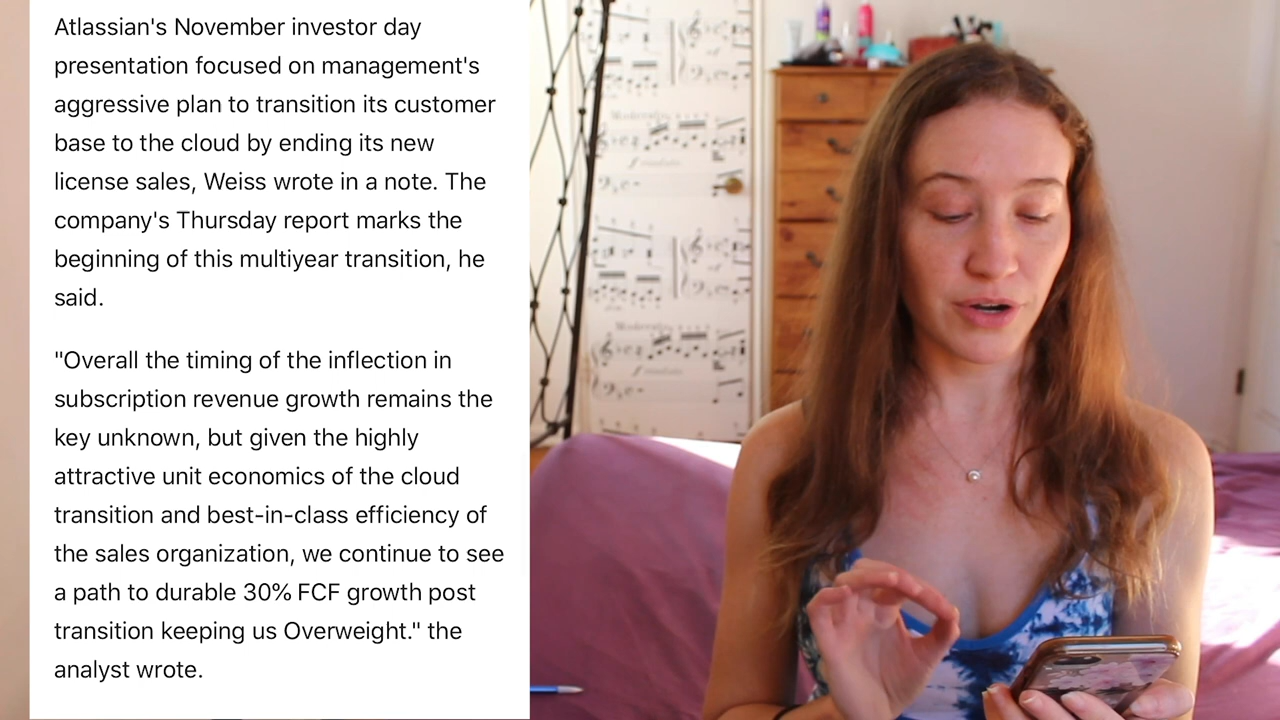 Atlassian's November investor day
presentation focused on management's
aggressive plan to transition its customer
base to the cloud by ending its new
license sales, Weiss wrote in a note. The
company's Thursday report marks the
beginning of this multiyear transition, he
said.
"Overall the timing of the inflection in
subscription revenue growth remains the
key unknown, but given the highly
attractive unit economics of the cloud
transition and best-in-class efficiency of
the sales organization, we continue to see
a path to durable 30% FCF growth post
transition keeping us Overweight." the
analyst wrote.